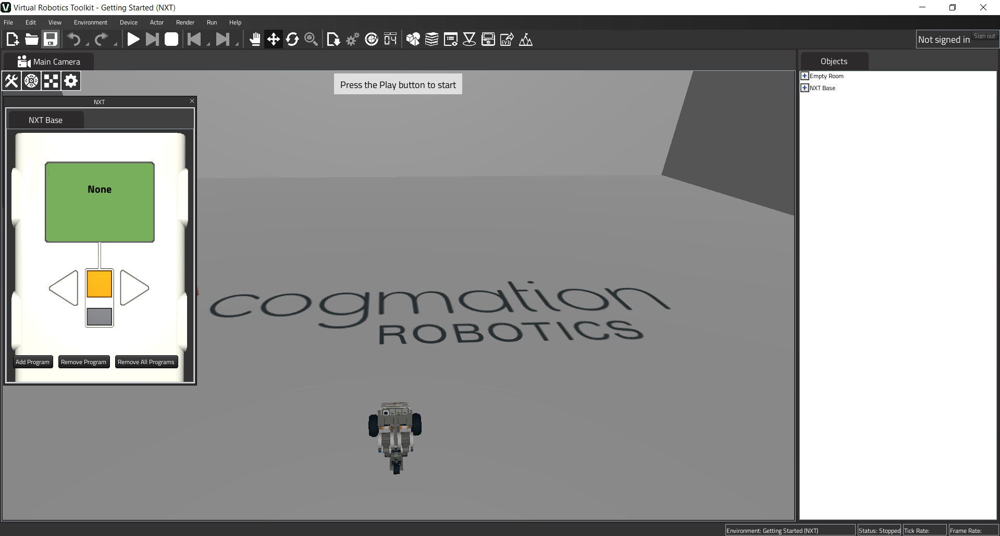 Virtual Robotics Toolkit - Getting Started (NXT)
File Edit View Environment Device Actor Render Run Help
04
EV3
Not signed in Sign out
Main Camera
Objects
Press the Play button to start
Empty Room
NXT Base
NXT
NXT Base
None
cogmation
ROBOTICS
Add Program Remove Program Remove All Programs
Environment: Getting Started (NXT) Status: Stopped Tick Rate: Frame Rate: